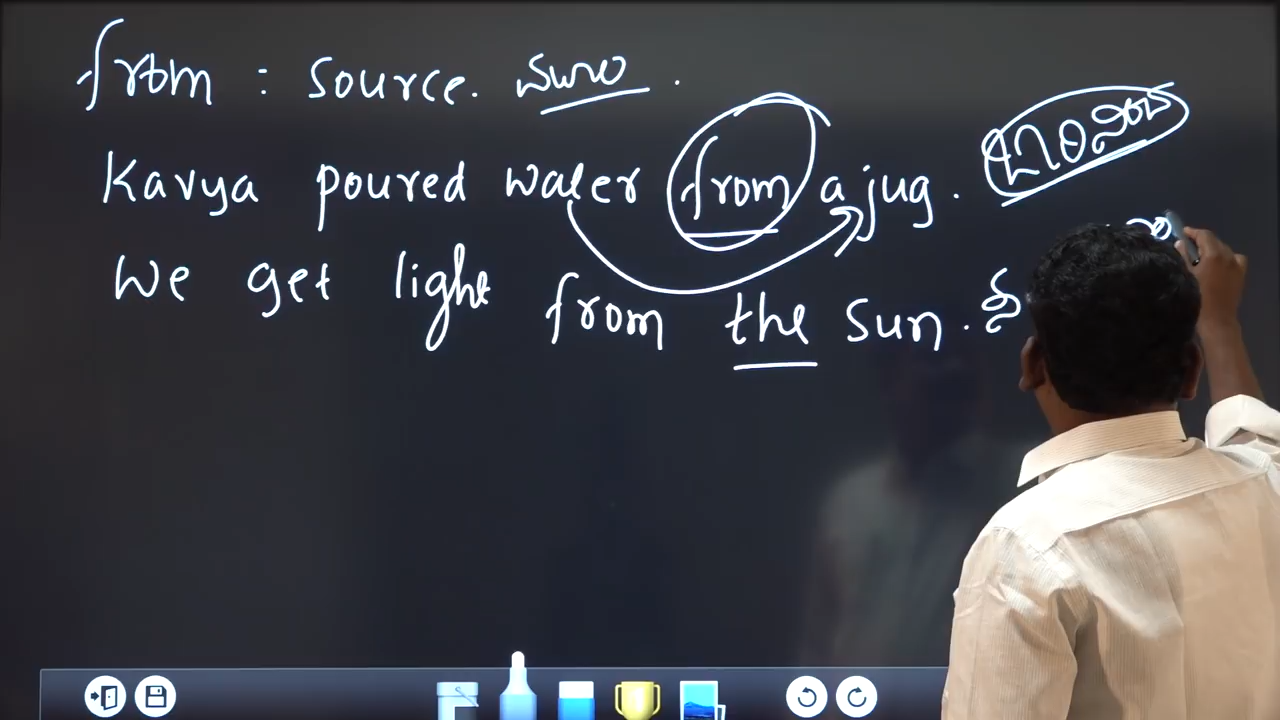 from : source. మూలం.
Kavya poured water from a jug.
We get light from the sun.